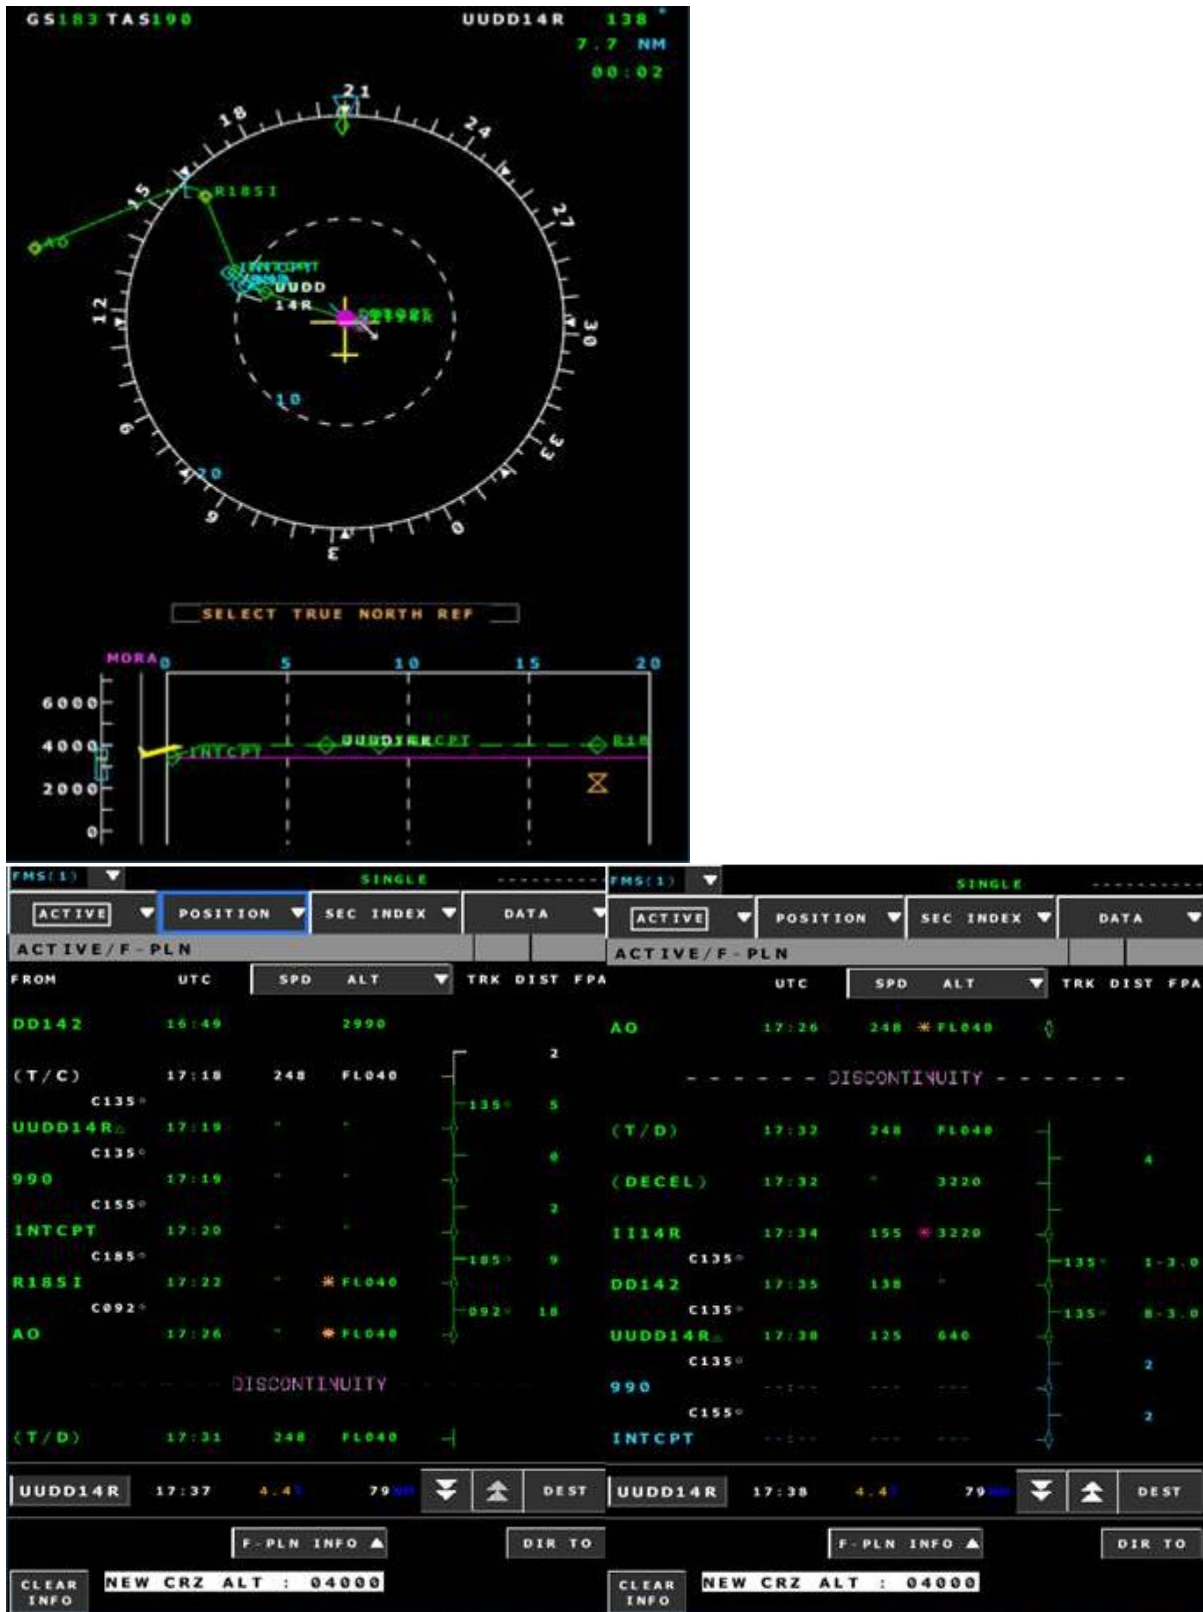 GS183 TAS190 UUDD14R 138°
7.7 NM
00:02
21
18
24
15
27
R18SI
AO
INTCPT
UUDD
14R
12
30
10
9
33
20
6
0
3
SELECT TRUE NORTH REF
MORA 0 5 10 15 20
6000
4000
INTCPT
R18
2000
0
FMS(1) SINGLE ----------
ACTIVE POSITION SEC INDEX DATA
ACTIVE/F-PLN
FROM UTC SPD ALT TRK DIST FPA
DD142 16:49 2990
2
(T/C) 17:18 248 FL040
C135° 135° 5
UUDD14R 17:19 " "
C135° 0
990 17:19 " "
C155° 2
INTCPT 17:20 " "
C185° 185° 9
R18SI 17:22 " * FL040
C092° 092° 18
AO 17:26 " * FL040
DISCONTINUITY
(T/D) 17:31 248 FL040
UUDD14R 17:37 4.4 79 DEST
F-PLN INFO DIR TO
CLEAR INFO NEW CRZ ALT : 04000
FMS(1) SINGLE ----------
ACTIVE POSITION SEC INDEX DATA
ACTIVE/F-PLN
UTC SPD ALT TRK DIST FPA
AO 17:26 248 * FL040
- - - - - - DISCONTINUITY - - - - - -
(T/D) 17:32 248 FL040
4
(DECEL) 17:32 " 3220
II14R 17:34 155 * 3220
C135° 135° 1-3.0
DD142 17:35 138 "
C135° 135° 8-3.0
UUDD14R 17:38 125 640
C135° 2
990 --:-- --- ---
C155° 2
INTCPT --:-- --- ---
UUDD14R 17:38 4.4 79 DEST
F-PLN INFO DIR TO
CLEAR INFO NEW CRZ ALT : 04000